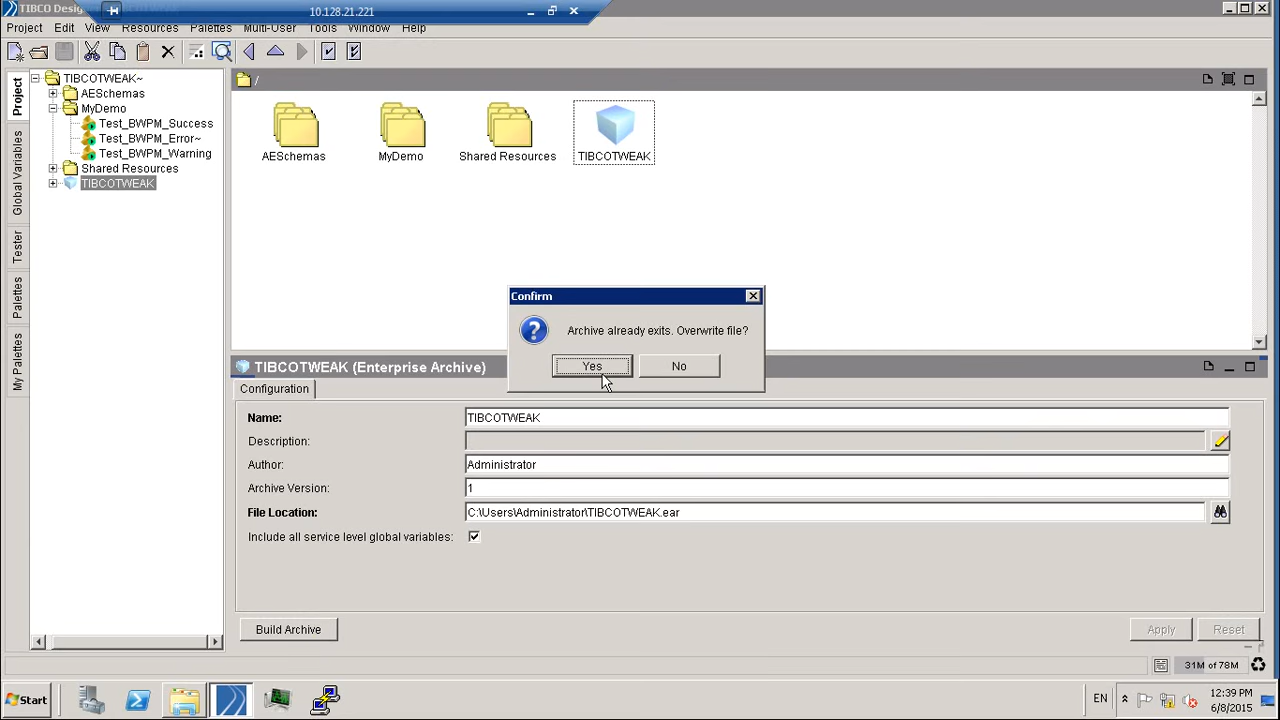 TIBCO Desig
10.128.21.221
Project Edit View Resources Palettes Multi-User Tools Window Help
Project
Global Variables
Tester
Palettes
My Palettes
TIBCOTWEAK~
AESchemas
MyDemo
Test_BWPM_Success
Test_BWPM_Error~
Test_BWPM_Warning
Shared Resources
TIBCOTWEAK
/
AESchemas MyDemo Shared Resources TIBCOTWEAK
Confirm
Archive already exits. Overwrite file?
Yes No
TIBCOTWEAK (Enterprise Archive)
Configuration
Name: TIBCOTWEAK
Description:
Author: Administrator
Archive Version: 1
File Location: C:\Users\Administrator\TIBCOTWEAK.ear
Include all service level global variables:
Build Archive Apply Reset
31M of 78M
Start EN 12:39 PM
6/8/2015